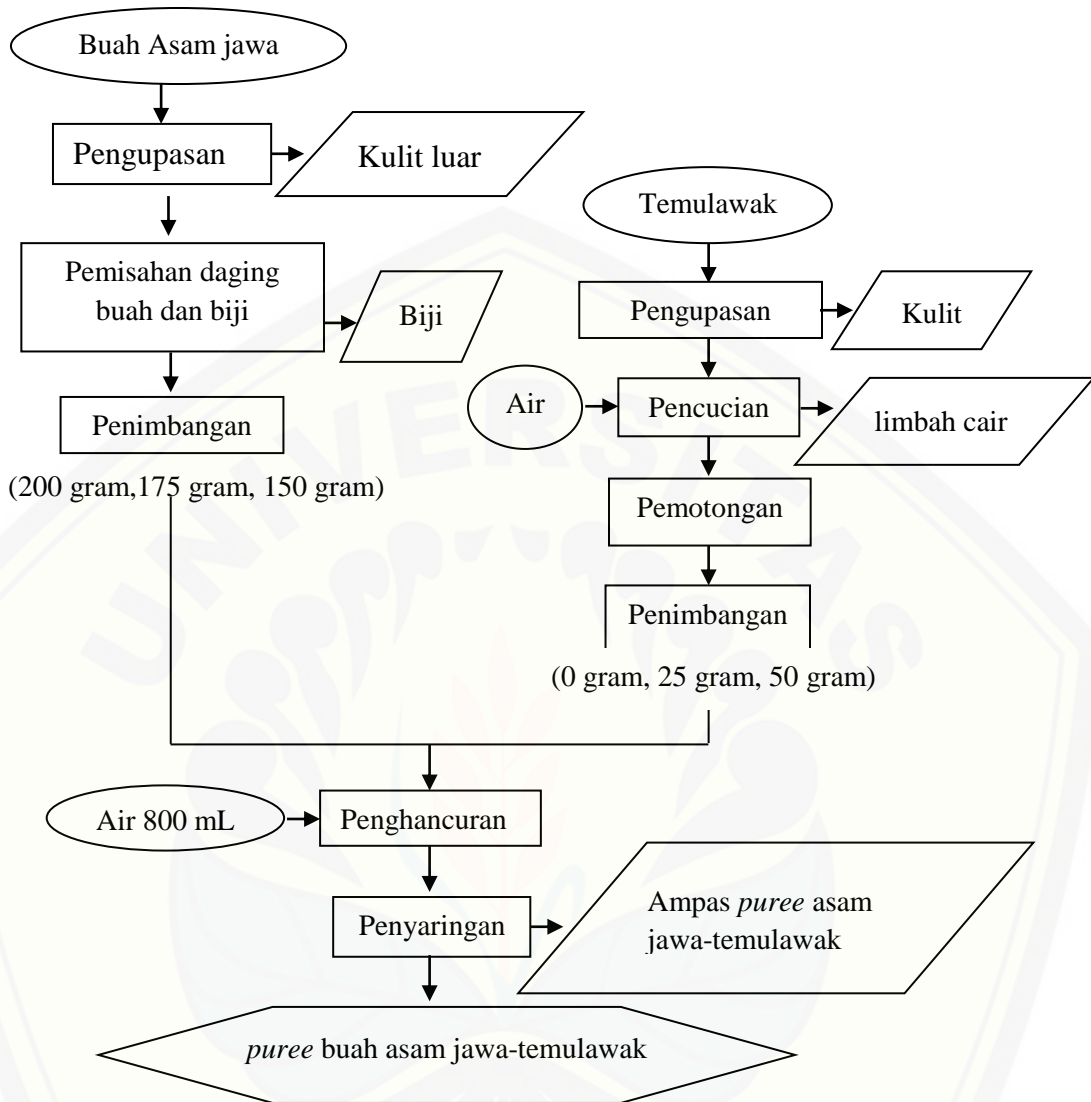 Buah Asam jawa
Pengupasan
Kulit luar
Pemisahan daging
buah dan biji
Biji
Penimbangan
(200 gram,175 gram, 150 gram)
Temulawak
Pengupasan
Kulit
Air
Pencucian
limbah cair
Pemotongan
Penimbangan
(0 gram, 25 gram, 50 gram)
Air 800 mL
Penghancuran
Penyaringan
Ampas puree asam
jawa-temulawak
puree buah asam jawa-temulawak
UNIVERSITAS